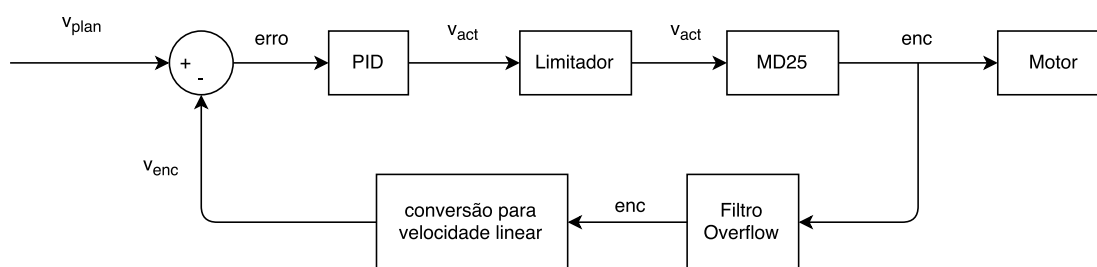 v_plan
erro
v_act
v_act
enc
+
-
PID
Limitador
MD25
Motor
v_enc
conversão para
velocidade linear
enc
Filtro
Overflow